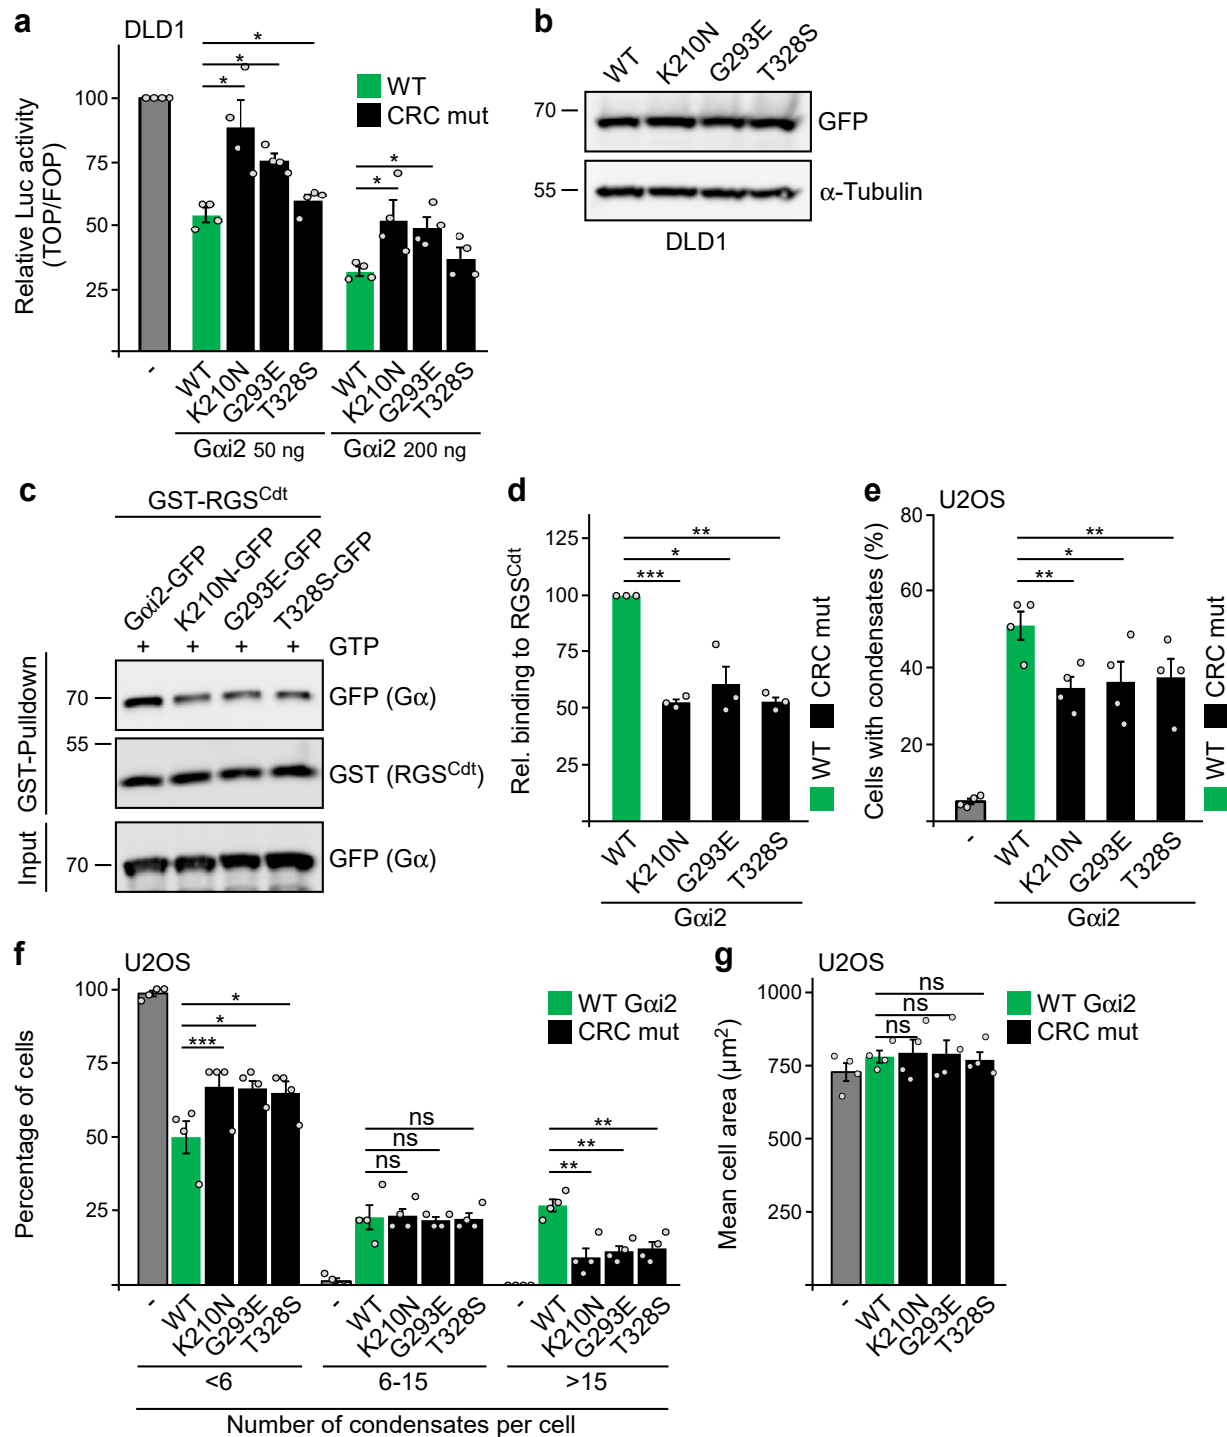 a
DLD1
* 
*
*
WT
CRC mut
*
*
Relative Luc activity
(TOP/FOP)
100
75
50
25
-
WT
K210N
G293E
T328S
WT
K210N
G293E
T328S
Gαi2 50 ng
Gαi2 200 ng
b
WT
K210N
G293E
T328S
70
GFP
55
α-Tubulin
DLD1
c
GST-RGSCdt
Gαi2-GFP
K210N-GFP
G293E-GFP
T328S-GFP
+ + + + GTP
GST-Pulldown
70
GFP (Gα)
55
GST (RGSCdt)
Input
70
GFP (Gα)
d
Rel. binding to RGSCdt
125
100
75
50
25
**
*
***
WT
K210N
G293E
T328S
Gαi2
WT
CRC mut
e
U2OS
Cells with condensates (%)
80
60
40
20
**
*
**
-
WT
K210N
G293E
T328S
Gαi2
WT
CRC mut
f
U2OS
Percentage of cells
100
75
50
25
*
*
***
ns
ns
ns
**
**
**
WT Gαi2
CRC mut
-
WT
K210N
G293E
T328S
-
WT
K210N
G293E
T328S
-
WT
K210N
G293E
T328S
<6
6-15
>15
Number of condensates per cell
g
U2OS
Mean cell area (µm²)
1000
750
500
250
ns
ns
ns
WT Gαi2
CRC mut
-
WT
K210N
G293E
T328S